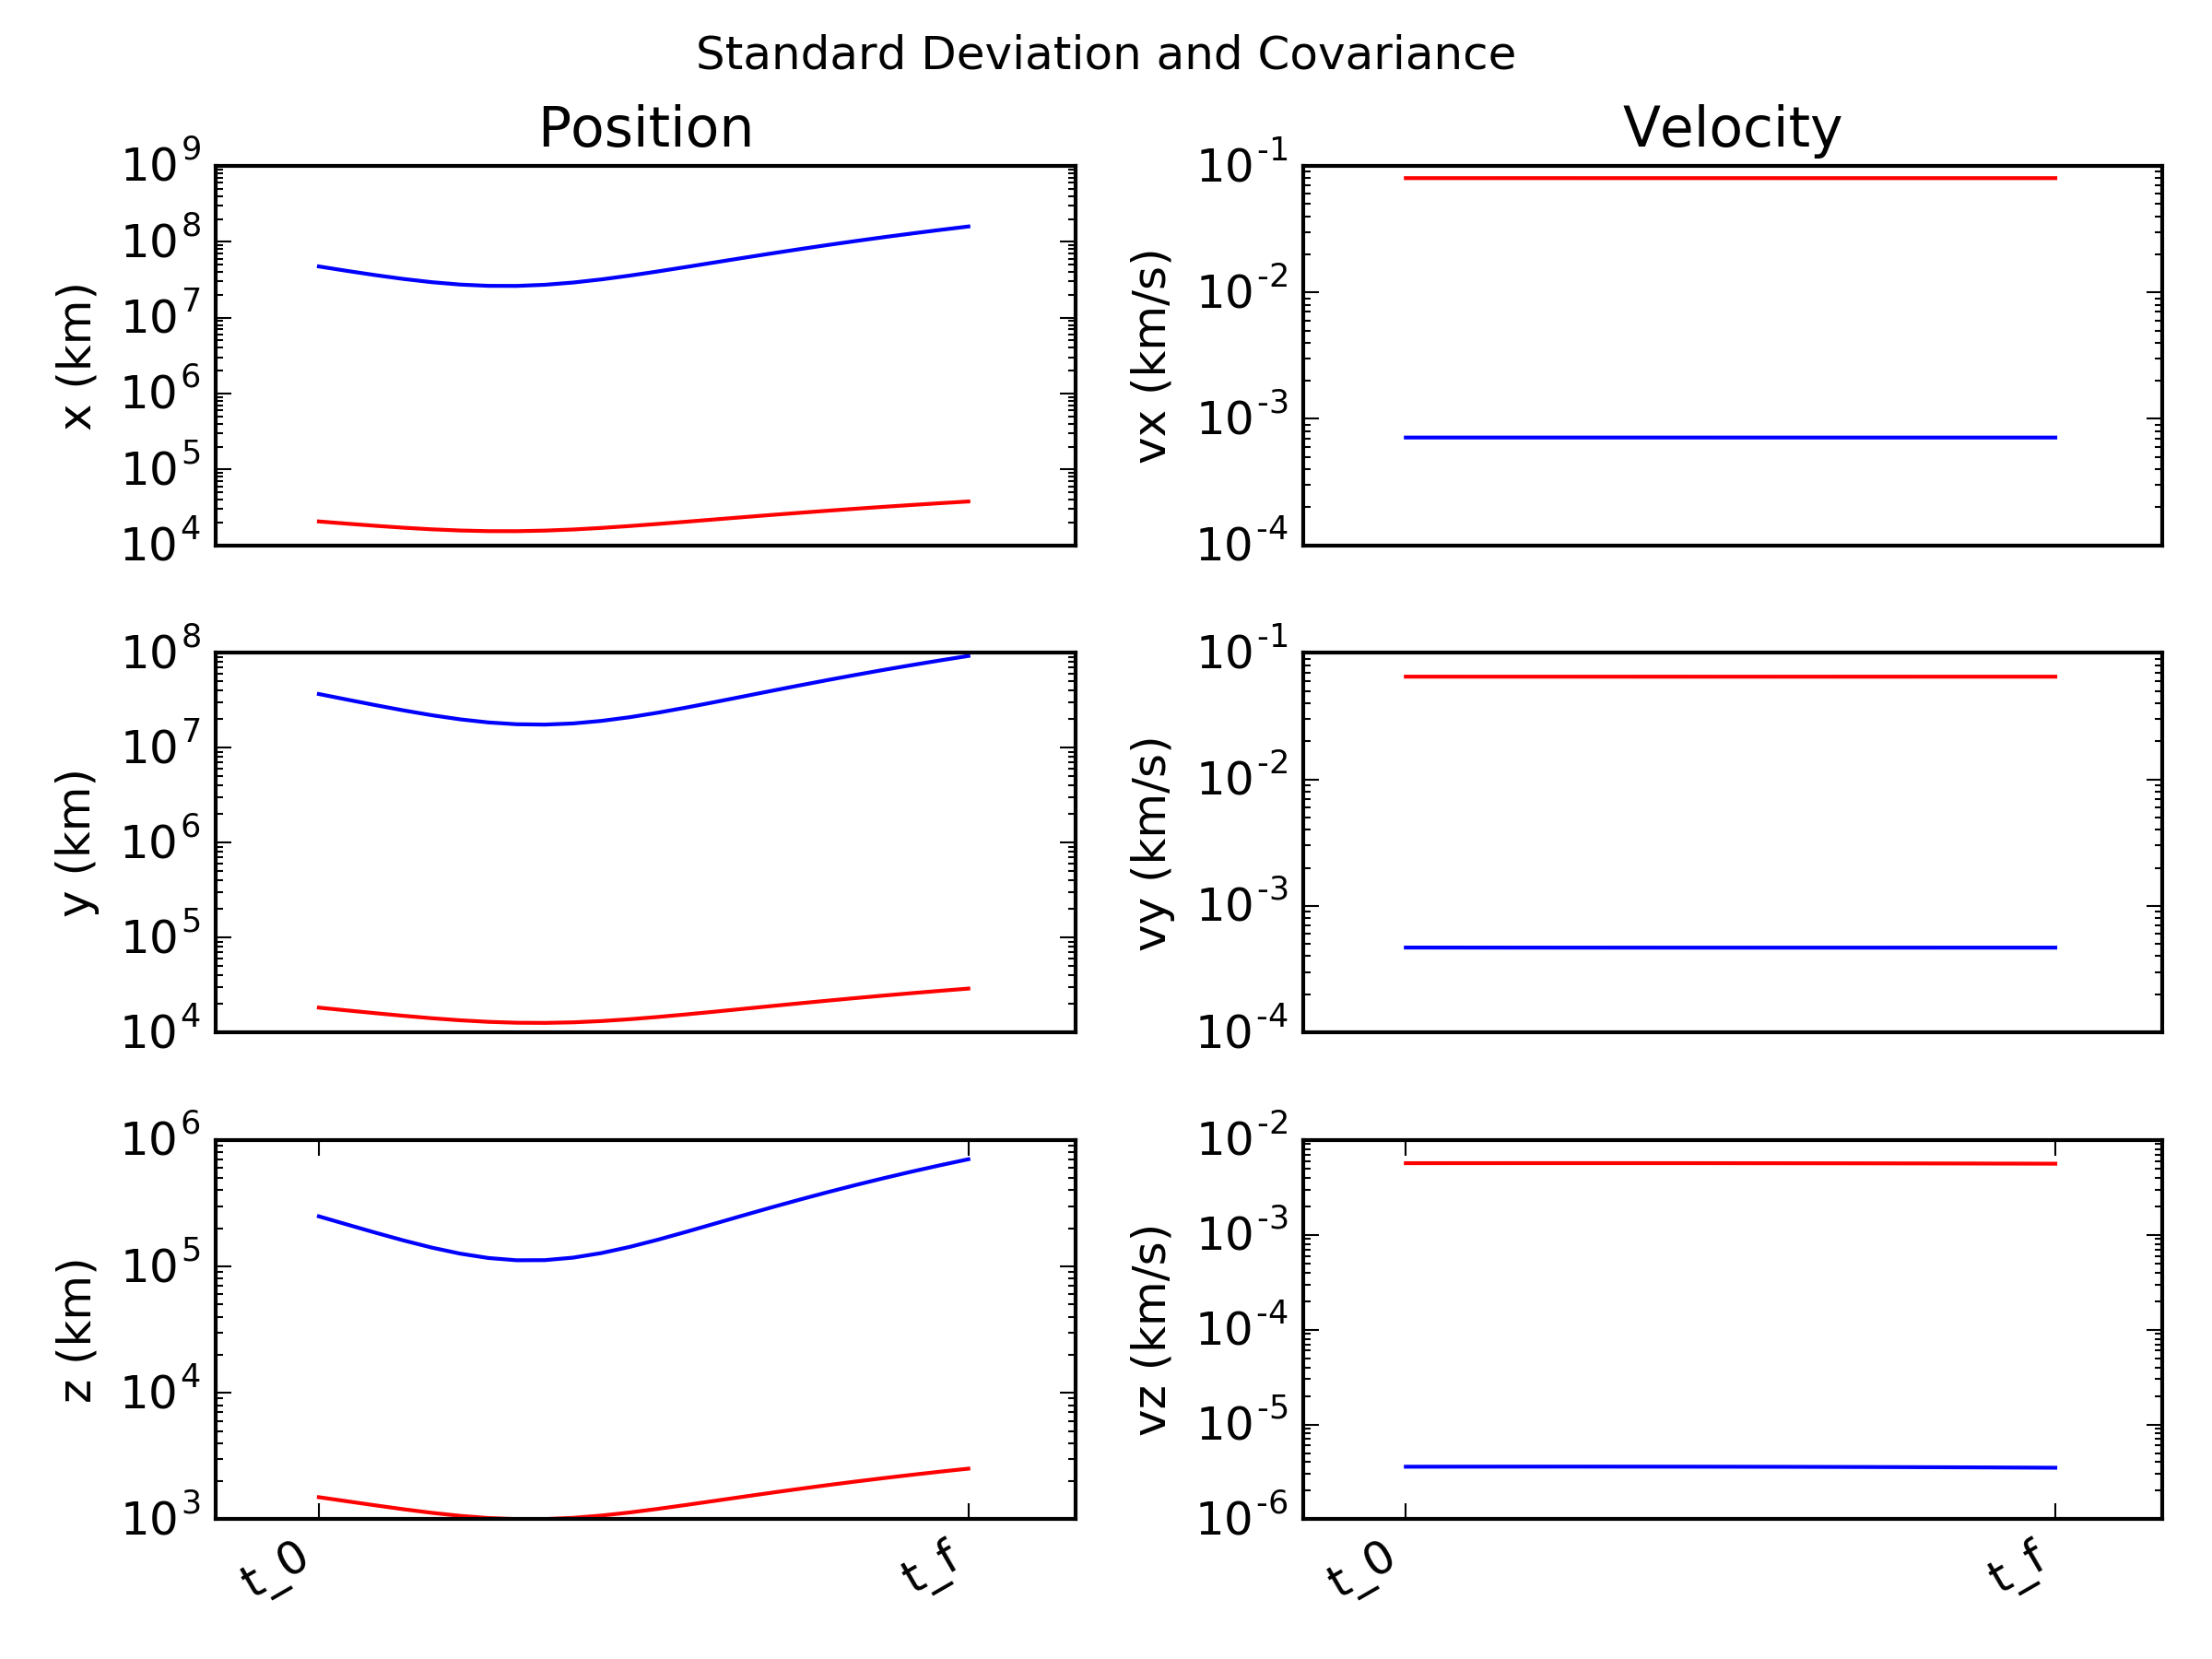 Standard Deviation and Covariance
Position
Velocity
x (km)
10^9
10^8
10^7
10^6
10^5
10^4
vx (km/s)
10^-1
10^-2
10^-3
10^-4
y (km)
10^8
10^7
10^6
10^5
10^4
vy (km/s)
10^-1
10^-2
10^-3
10^-4
z (km)
10^6
10^5
10^4
10^3
t_0
t_f
vz (km/s)
10^-2
10^-3
10^-4
10^-5
10^-6
t_0
t_f